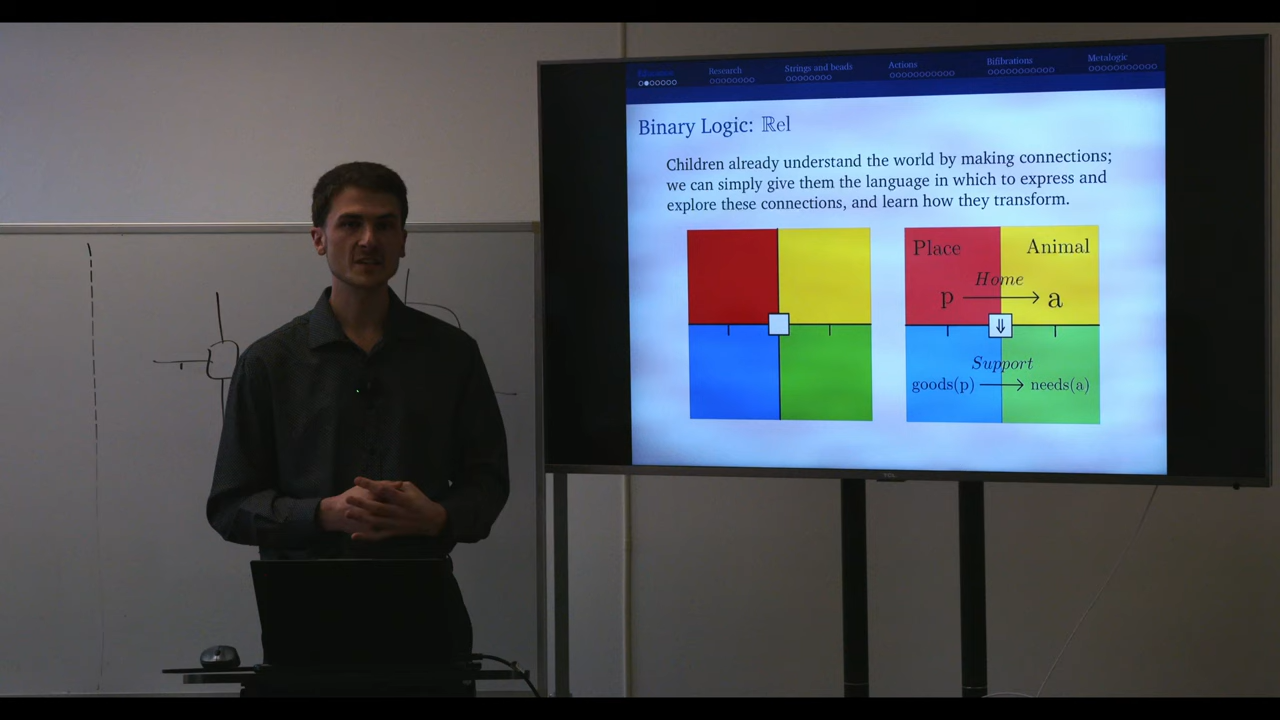 Research
Strings and beads
Actions
Bifibrations
Metalogic
Binary Logic: ℝel
Children already understand the world by making connections;
we can simply give them the language in which to express and
explore these connections, and learn how they transform.
Place
Animal
Home
p → a
⇓
Support
goods(p) → needs(a)
TCL